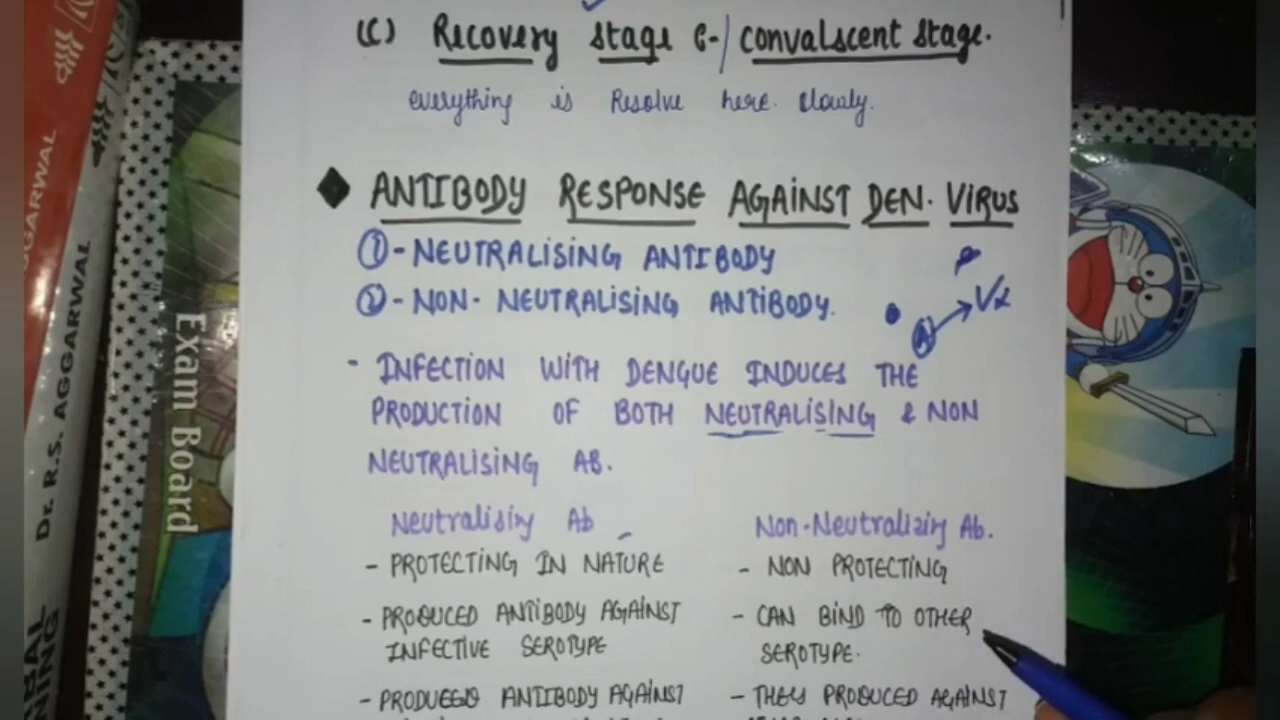 (C) Recovery stage :-/ convalscent stage.
everything is Resolve here slowly.
◆ ANTIBODY RESPONSE AGAINST DEN. VIRUS
① - NEUTRALISING ANTIBODY
② - NON- NEUTRALISING ANTIBODY.
- INFECTION WITH DENGUE INDUCES THE
PRODUCTION OF BOTH NEUTRALISING & NON
NEUTRALISING AB.
Neutralising Ab
- PROTECTING IN NATURE
- PRODUCED ANTIBODY AGAINST
INFECTIVE SEROTYPE
- PRODUCED ANTIBODY AGAINST
Non-Neutralizing Ab.
- NON PROTECTING
- CAN BIND TO OTHER
SEROTYPE.
- THEY PRODUCED AGAINST
Exam Board
Dr. R.S. AGGARWAL
GGARWAL